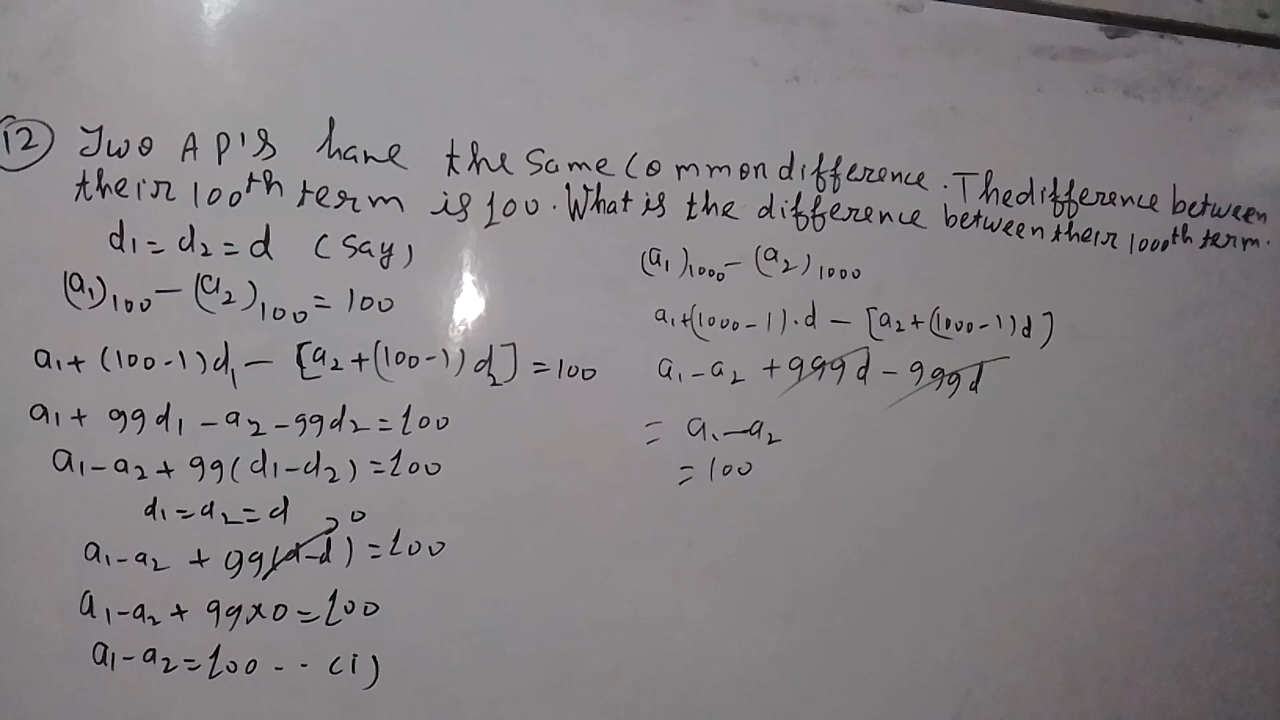 12 Two AP's have the same common difference. The difference between
their 100th term is 100. What is the difference between their 1000th term.
d₁ = d₂ = d (say)
(a₁)₁₀₀ - (a₂)₁₀₀ = 100
a₁ + (100-1)d₁ - [a₂ + (100-1)d₂] = 100
a₁ + 99d₁ - a₂ - 99d₂ = 100
a₁ - a₂ + 99(d₁-d₂) = 100
d₁ = d₂ = d
a₁ - a₂ + 99(d-d) 0 = 100
a₁ - a₂ + 99×0 = 100
a₁ - a₂ = 100 -- (i)
(a₁)₁₀₀₀ - (a₂)₁₀₀₀
a₁+(1000-1).d - [a₂+(1000-1)d]
a₁ - a₂ + 999d - 999d
= a₁ - a₂
= 100